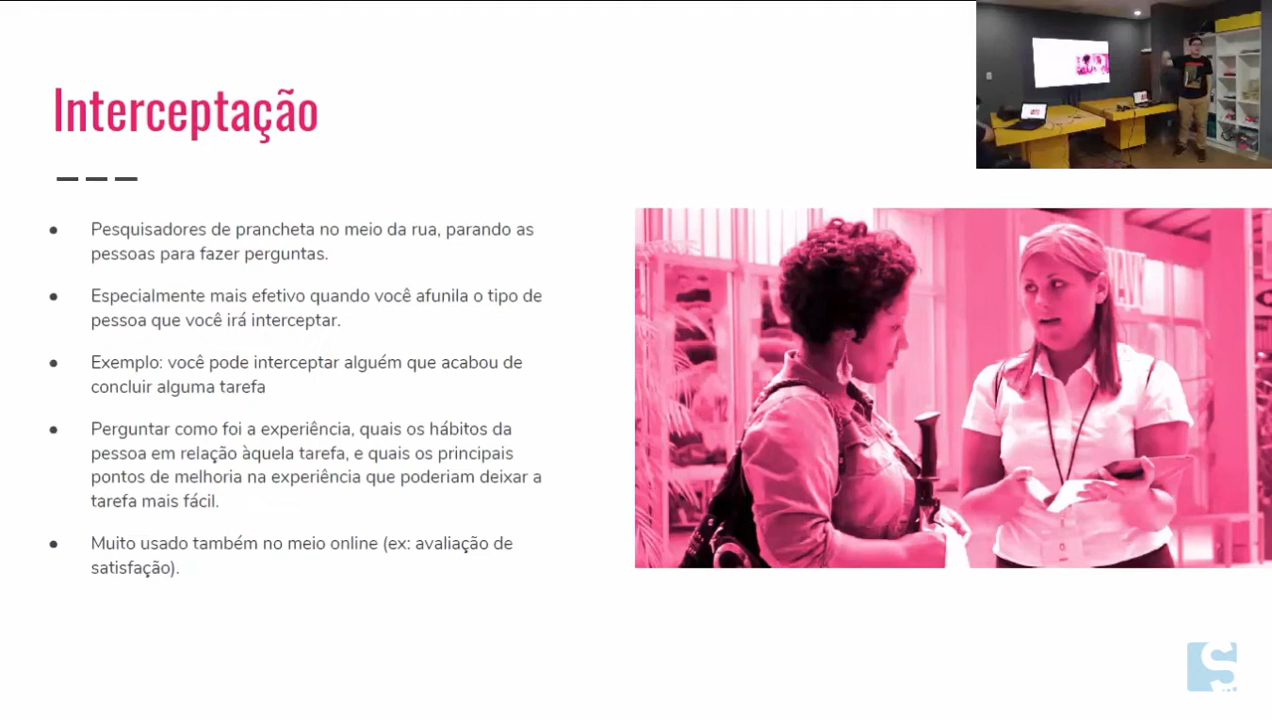 Interceptação
Pesquisadores de prancheta no meio da rua, parando as
pessoas para fazer perguntas.
Especialmente mais efetivo quando você afunila o tipo de
pessoa que você irá interceptar.
Exemplo: você pode interceptar alguém que acabou de
concluir alguma tarefa
Perguntar como foi a experiência, quais os hábitos da
pessoa em relação àquela tarefa, e quais os principais
pontos de melhoria na experiência que poderiam deixar a
tarefa mais fácil.
Muito usado também no meio online (ex: avaliação de
satisfação).
S